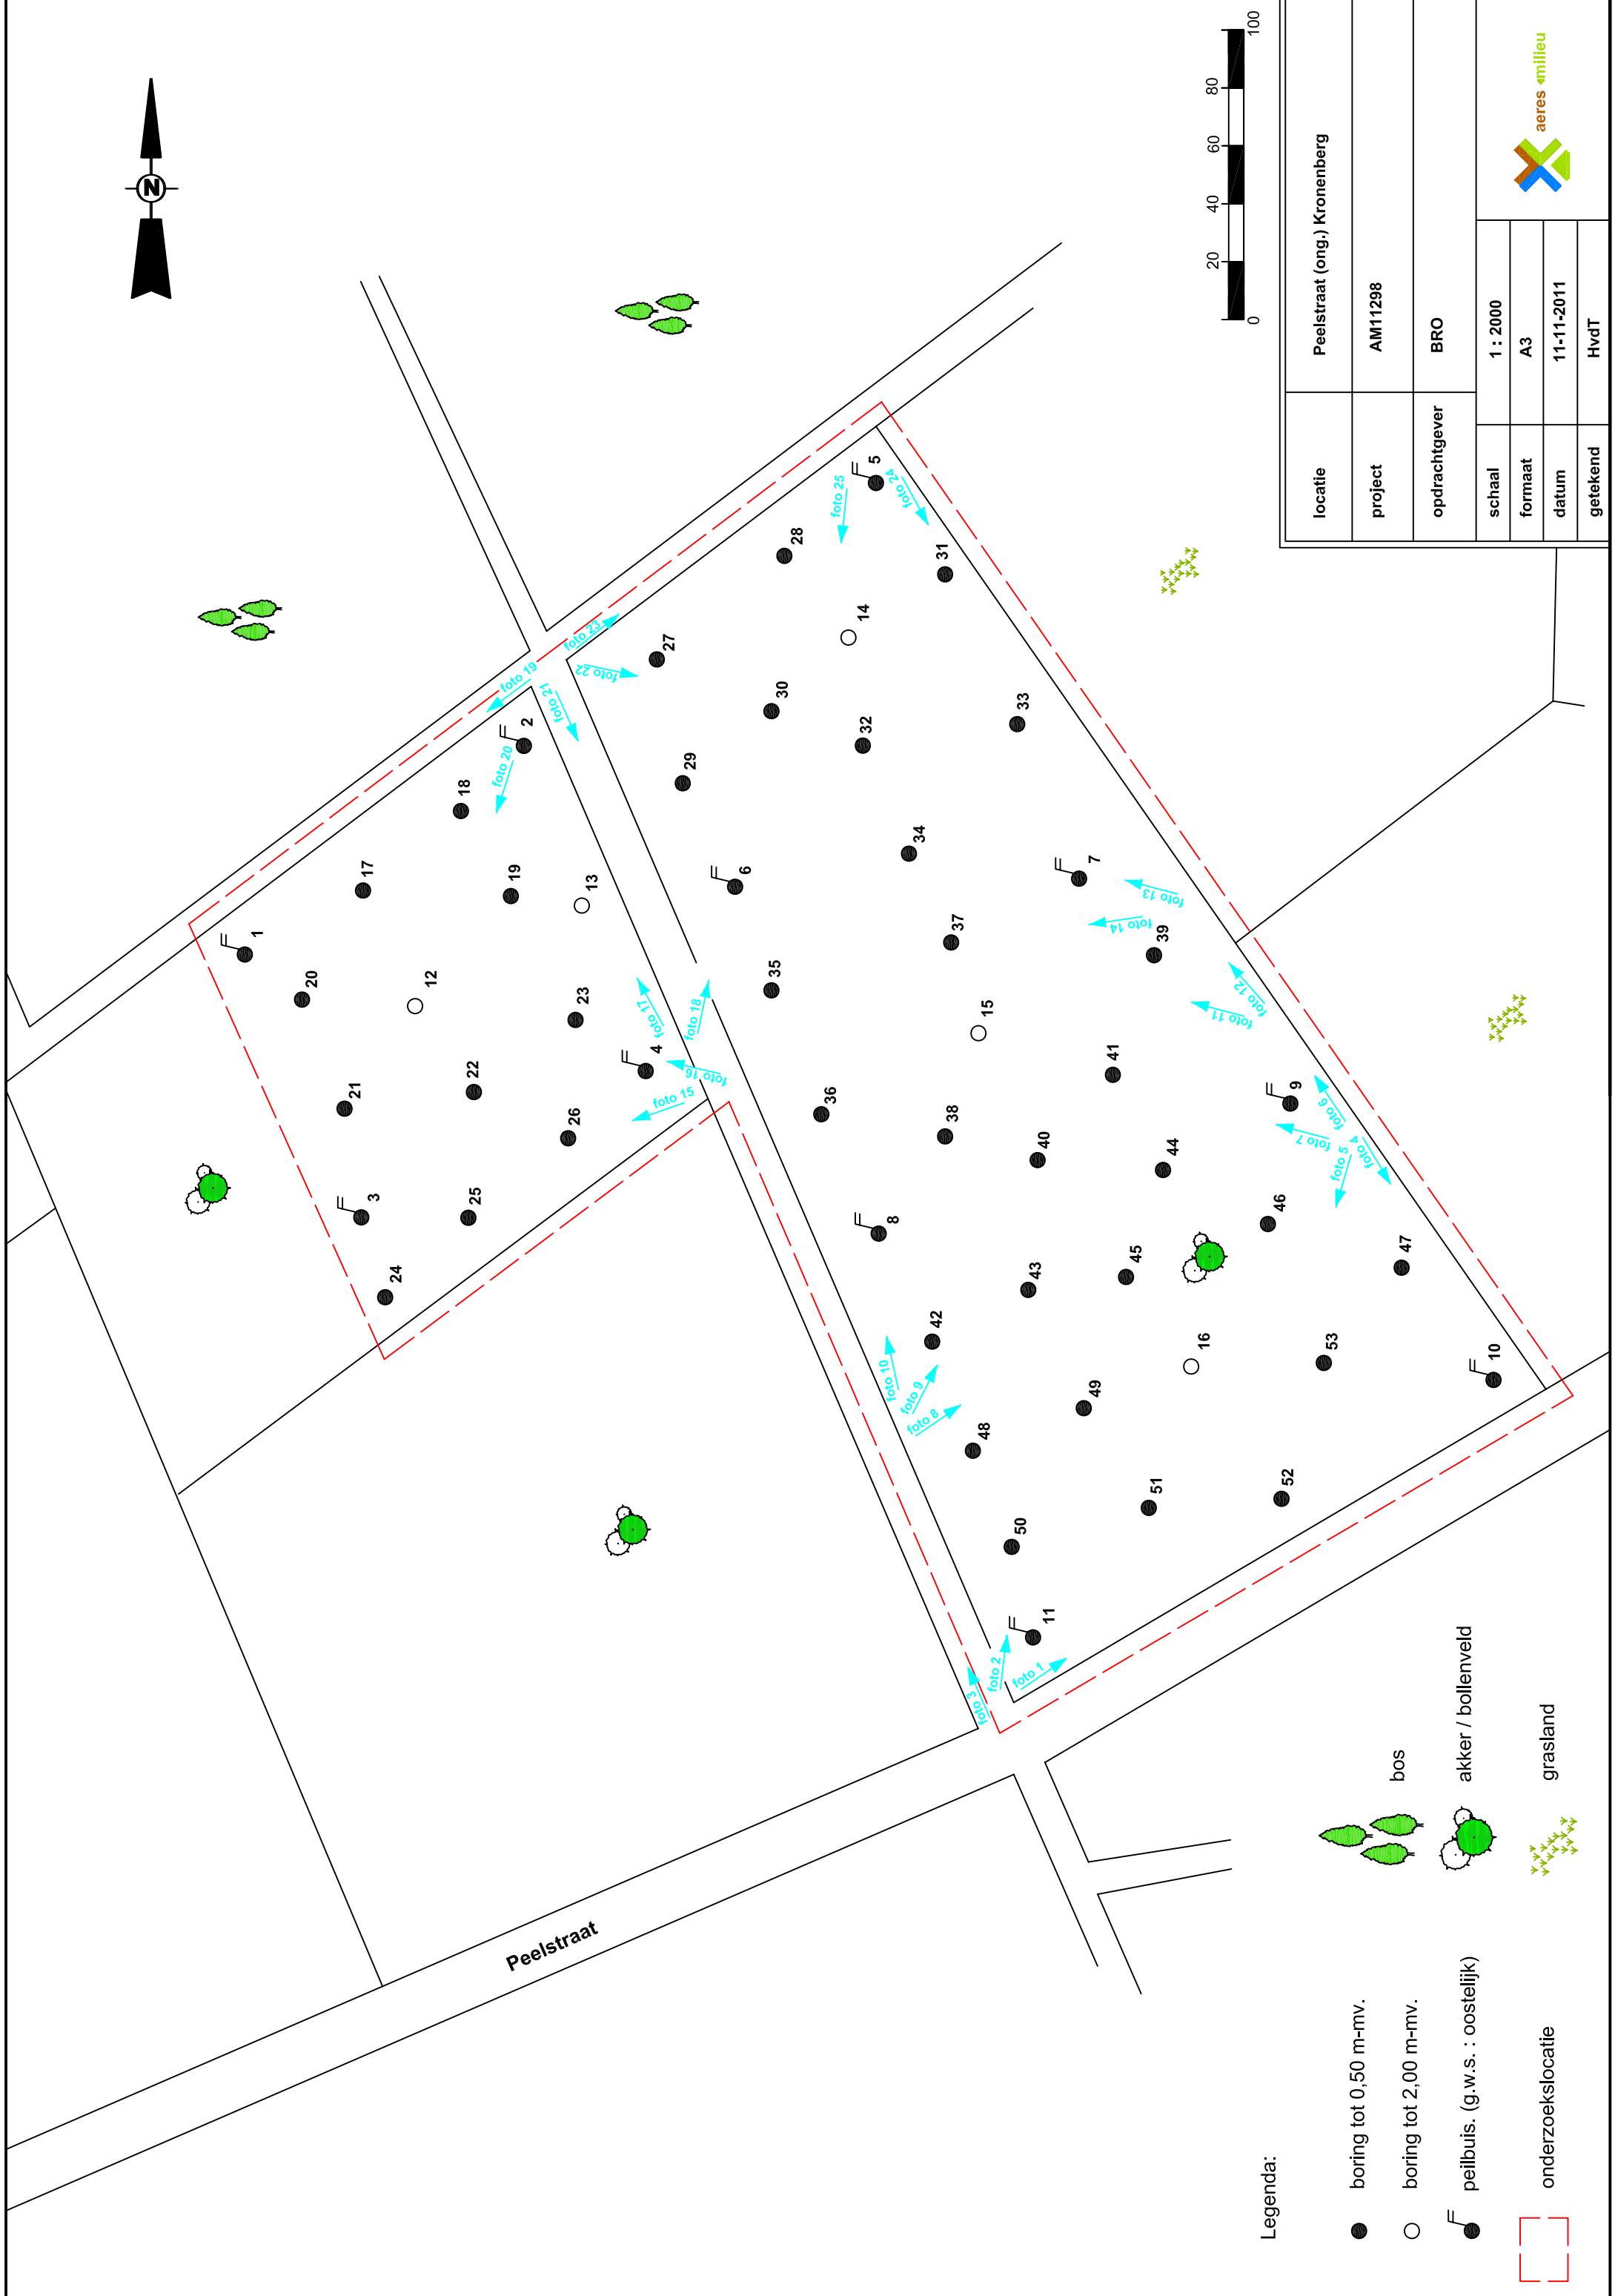 N
1
2
3
4
5
6
7
8
9
10
11
12
13
14
15
16
17
18
19
20
21
22
23
24
25
26
27
28
29
30
31
32
33
34
35
36
37
38
39
40
41
42
43
44
45
46
47
48
49
50
51
52
53
foto 1
foto 2
foto 3
foto 4
foto 5
foto 6
foto 7
foto 8
foto 9
foto 10
foto 11
foto 12
foto 13
foto 14
foto 15
foto 16
foto 17
foto 18
foto 19
foto 20
foto 21
foto 22
foto 23
foto 24
foto 25
Peelstraat
Legenda:
boring tot 0,50 m-mv.
boring tot 2,00 m-mv.
peilbuis. (g.w.s. : oostelijk)
onderzoekslocatie
bos
akker / bollenveld
grasland
0 20 40 60 80 100
locatie Peelstraat (ong.) Kronenberg
project AM11298
opdrachtgever BRO
schaal 1 : 2000
formaat A3
datum 11-11-2011
getekend HvdT
aeres milieu